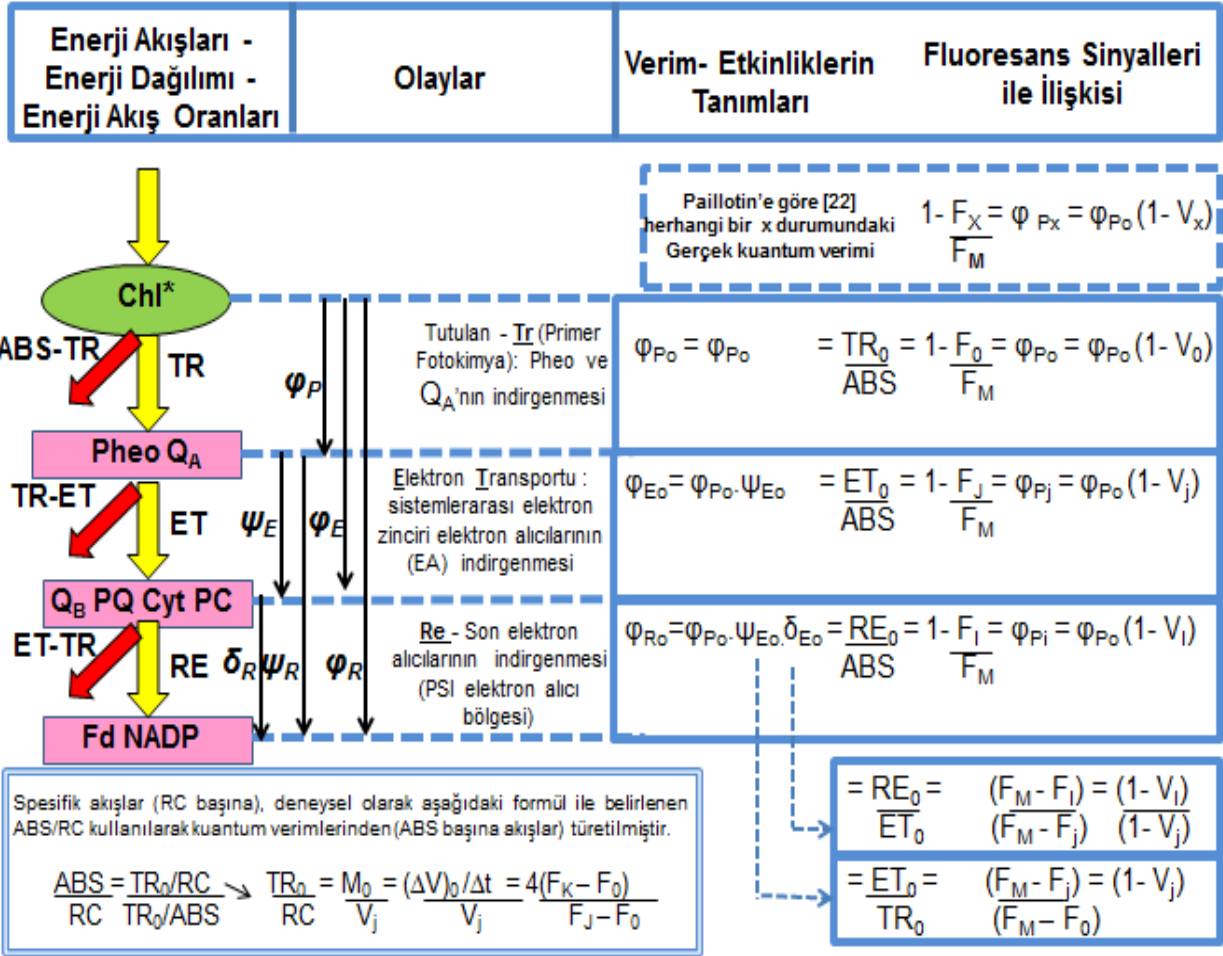 Enerji Akışları -
Enerji Dağılımı -
Enerji Akış Oranları
Olaylar
Verim- Etkinliklerin
Tanımları
Fluoresans Sinyalleri
ile İlişkisi
Paillotin'e göre [22]
herhangi bir x durumundaki
Gerçek kuantum verimi
1- F_X/F_M = φ_Px = φ_Po (1- V_x)
Chl*
ABS-TR
TR
φ_P
Tutulan - Tr (Primer
Fotokimya): Pheo ve
Q_A'nın indirgenmesi
φ_Po = φ_Po = TR_0/ABS = 1- F_0/F_M = φ_Po = φ_Po (1- V_0)
Pheo Q_A
TR-ET
ET
ψ_E
φ_E
Elektron Transportu :
sistemlerarası elektron
zinciri elektron alıcılarının
(EA) indirgenmesi
φ_Eo = φ_Po.ψ_Eo = ET_0/ABS = 1- F_J/F_M = φ_Pj = φ_Po (1- V_j)
Q_B PQ Cyt PC
ET-TR
RE
δ_R
ψ_R
φ_R
Re - Son elektron
alıcılarının indirgenmesi
(PSI elektron alıcı
bölgesi)
φ_Ro=φ_Po.ψ_Eo.δ_Eo = RE_0/ABS = 1- F_I/F_M = φ_Pi = φ_Po (1- V_I)
Fd NADP
Spesifik akışlar (RC başına), deneysel olarak aşağıdaki formül ile belirlenen
ABS/RC kullanılarak kuantum verimlerinden (ABS başına akışlar) türetilmiştir.
ABS/RC = TR_0/RC / TR_0/ABS ↘ TR_0/RC = M_0/V_j = (ΔV)_0/Δt / V_j = 4(F_K – F_0)/F_J – F_0
= RE_0/ET_0 = (F_M - F_I)/(F_M - F_j) = (1- V_I)/(1- V_j)
= ET_0/TR_0 = (F_M - F_j)/(F_M – F_0) = (1- V_j)